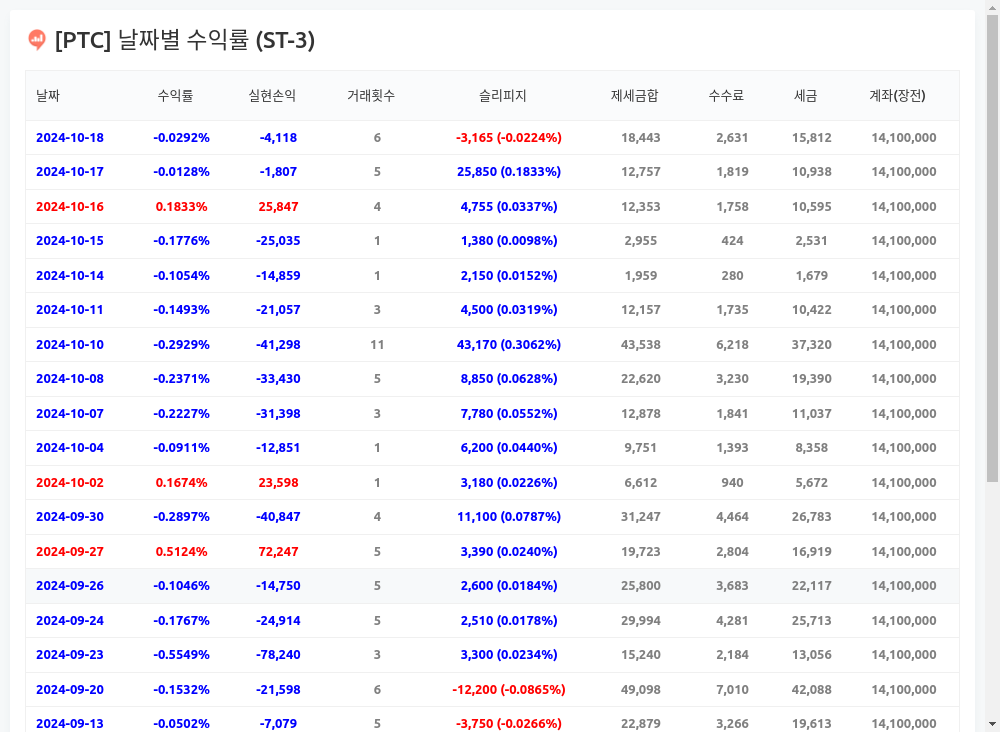 [PTC] 날짜별 수익률 (ST-3)
날짜 수익률 실현손익 거래횟수 슬리피지 제세금합 수수료 세금 계좌(장전)
2024-10-18 -0.0292% -4,118 6 -3,165 (-0.0224%) 18,443 2,631 15,812 14,100,000
2024-10-17 -0.0128% -1,807 5 25,850 (0.1833%) 12,757 1,819 10,938 14,100,000
2024-10-16 0.1833% 25,847 4 4,755 (0.0337%) 12,353 1,758 10,595 14,100,000
2024-10-15 -0.1776% -25,035 1 1,380 (0.0098%) 2,955 424 2,531 14,100,000
2024-10-14 -0.1054% -14,859 1 2,150 (0.0152%) 1,959 280 1,679 14,100,000
2024-10-11 -0.1493% -21,057 3 4,500 (0.0319%) 12,157 1,735 10,422 14,100,000
2024-10-10 -0.2929% -41,298 11 43,170 (0.3062%) 43,538 6,218 37,320 14,100,000
2024-10-08 -0.2371% -33,430 5 8,850 (0.0628%) 22,620 3,230 19,390 14,100,000
2024-10-07 -0.2227% -31,398 3 7,780 (0.0552%) 12,878 1,841 11,037 14,100,000
2024-10-04 -0.0911% -12,851 1 6,200 (0.0440%) 9,751 1,393 8,358 14,100,000
2024-10-02 0.1674% 23,598 1 3,180 (0.0226%) 6,612 940 5,672 14,100,000
2024-09-30 -0.2897% -40,847 4 11,100 (0.0787%) 31,247 4,464 26,783 14,100,000
2024-09-27 0.5124% 72,247 5 3,390 (0.0240%) 19,723 2,804 16,919 14,100,000
2024-09-26 -0.1046% -14,750 5 2,600 (0.0184%) 25,800 3,683 22,117 14,100,000
2024-09-24 -0.1767% -24,914 5 2,510 (0.0178%) 29,994 4,281 25,713 14,100,000
2024-09-23 -0.5549% -78,240 3 3,300 (0.0234%) 15,240 2,184 13,056 14,100,000
2024-09-20 -0.1532% -21,598 6 -12,200 (-0.0865%) 49,098 7,010 42,088 14,100,000
2024-09-13 -0.0502% -7,079 5 -3,750 (-0.0266%) 22,879 3,266 19,613 14,100,000